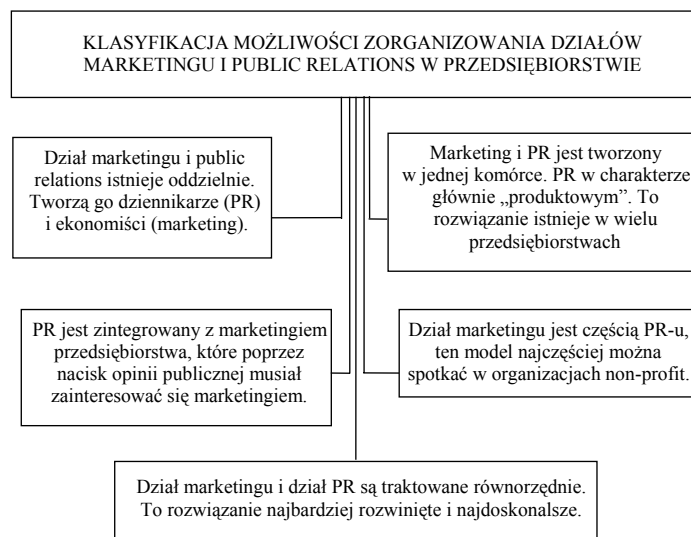 KLASYFIKACJA MOŻLIWOŚCI ZORGANIZOWANIA DZIAŁÓW
MARKETINGU I PUBLIC RELATIONS W PRZEDSIĘBIORSTWIE
Dział marketingu i public
relations istnieje oddzielnie.
Tworzą go dziennikarze (PR)
i ekonomiści (marketing).
Marketing i PR jest tworzony
w jednej komórce. PR w charakterze
głównie „produktowym”. To
rozwiązanie istnieje w wielu
przedsiębiorstwach
PR jest zintegrowany z marketingiem
przedsiębiorstwa, które poprzez
nacisk opinii publicznej musiał
zainteresować się marketingiem.
Dział marketingu jest częścią PR-u,
ten model najczęściej można
spotkać w organizacjach non-profit.
Dział marketingu i dział PR są traktowane równorzędnie.
To rozwiązanie najbardziej rozwinięte i najdoskonalsze.